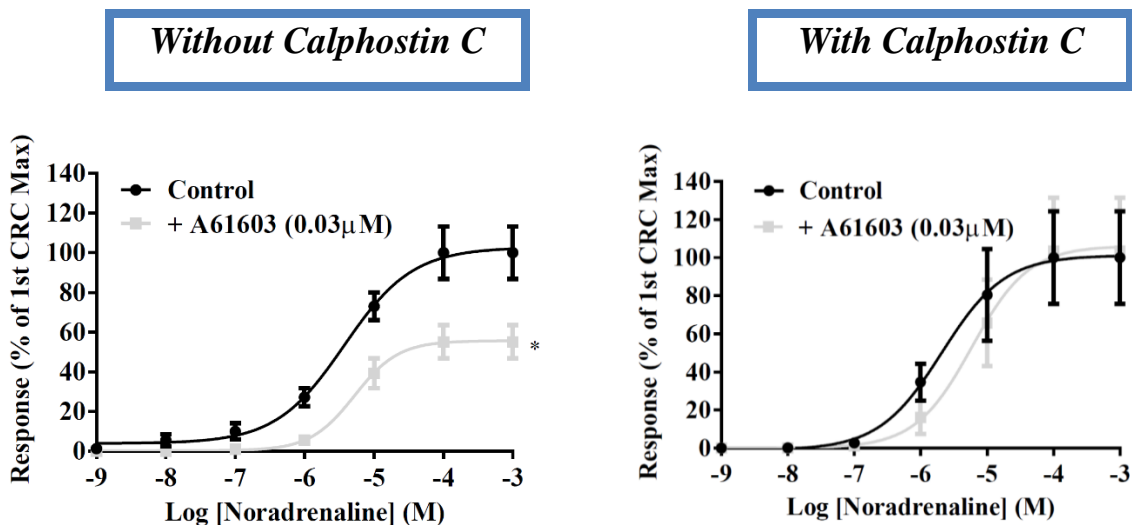 Without Calphostin C
With Calphostin C
Response (% of 1st CRC Max)
140
120
100
80
60
40
20
0
Control
+ A61603 (0.03μM)
*
-9 -8 -7 -6 -5 -4 -3
Log [Noradrenaline] (M)
Response (% of 1st CRC Max)
140
120
100
80
60
40
20
0
Control
+ A61603 (0.03μM)
-9 -8 -7 -6 -5 -4 -3
Log [Noradrenaline] (M)